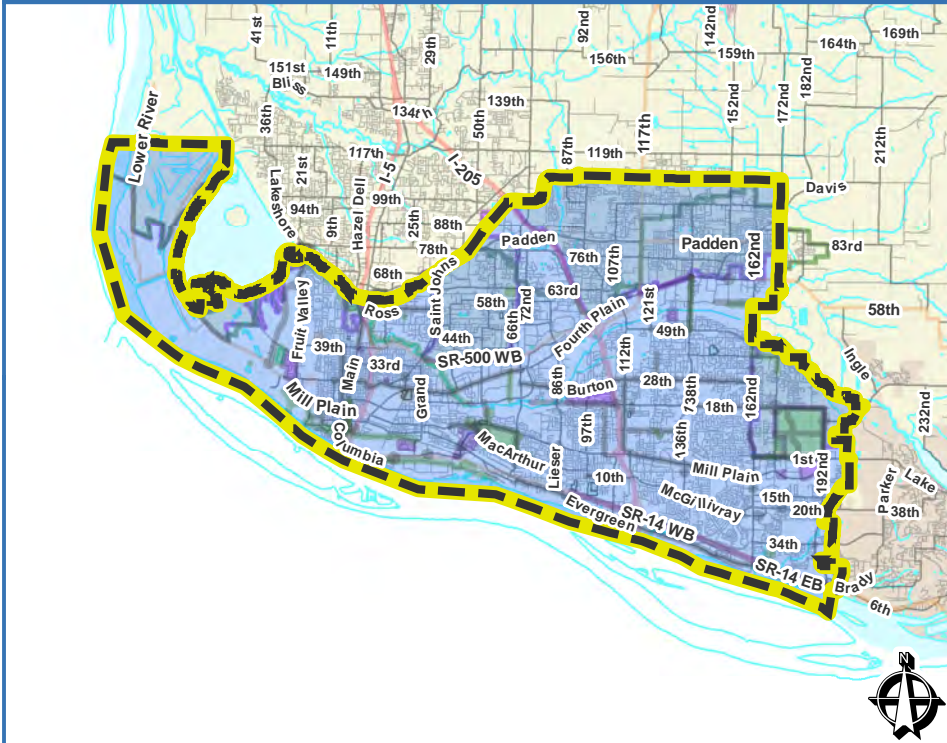 41st
11th
29th
92nd
142nd
169th
164th
159th
156th
151st
149th
Bliss
182nd
139th
134th
152nd
172nd
36th
50th
117th
212th
Lower River
119th
87th
117th
I-5
I-205
21st
Lakeshore
Davis
99th
94th
Hazel Dell
9th
25th
88th
Padden
Padden
83rd
162nd
78th
76th
107th
68th
Saint Johns
63rd
58th
72nd
121st
Ross
58th
Fourth Plain
Fruit Valley
66th
49th
44th
39th
SR-500 WB
112th
Ingle
33rd
Main
86th
Burton
28th
738th
162nd
Mill Plain
Grand
18th
232nd
Columbia
97th
136th
MacArthur
Lieser
1st
192nd
Mill Plain
Parker
Lake
10th
McGillivray
15th
20th
38th
Evergreen
SR-14 WB
34th
SR-14 EB
Brady
6th
N